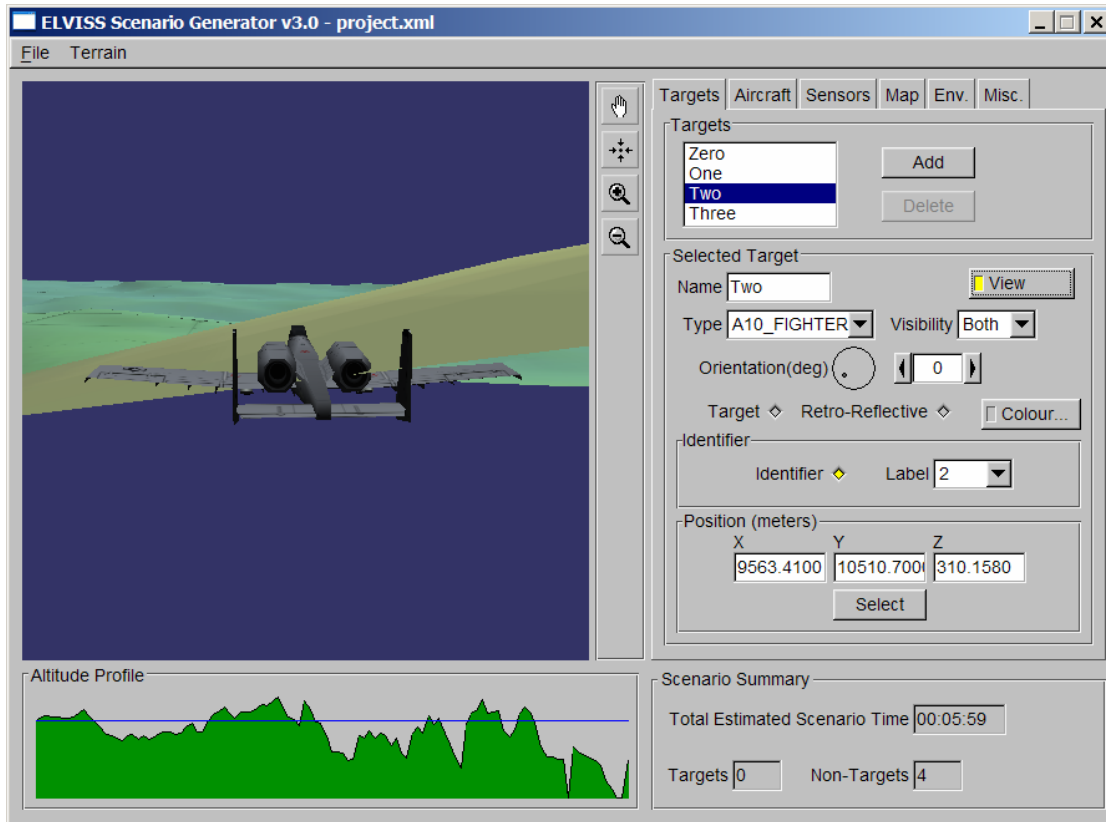 ELVISS Scenario Generator v3.0 - project.xml
File Terrain
Targets Aircraft Sensors Map Env. Misc.
Targets
Zero
One
Two
Three
Add
Delete
Selected Target
Name Two
View
Type A10_FIGHTER Visibility Both
Orientation(deg) 0
Target Retro-Reflective Colour...
Identifier
Identifier Label 2
Position (meters)
X Y Z
9563.4100 10510.700 310.1580
Select
Altitude Profile
Scenario Summary
Total Estimated Scenario Time 00:05:59
Targets 0 Non-Targets 4